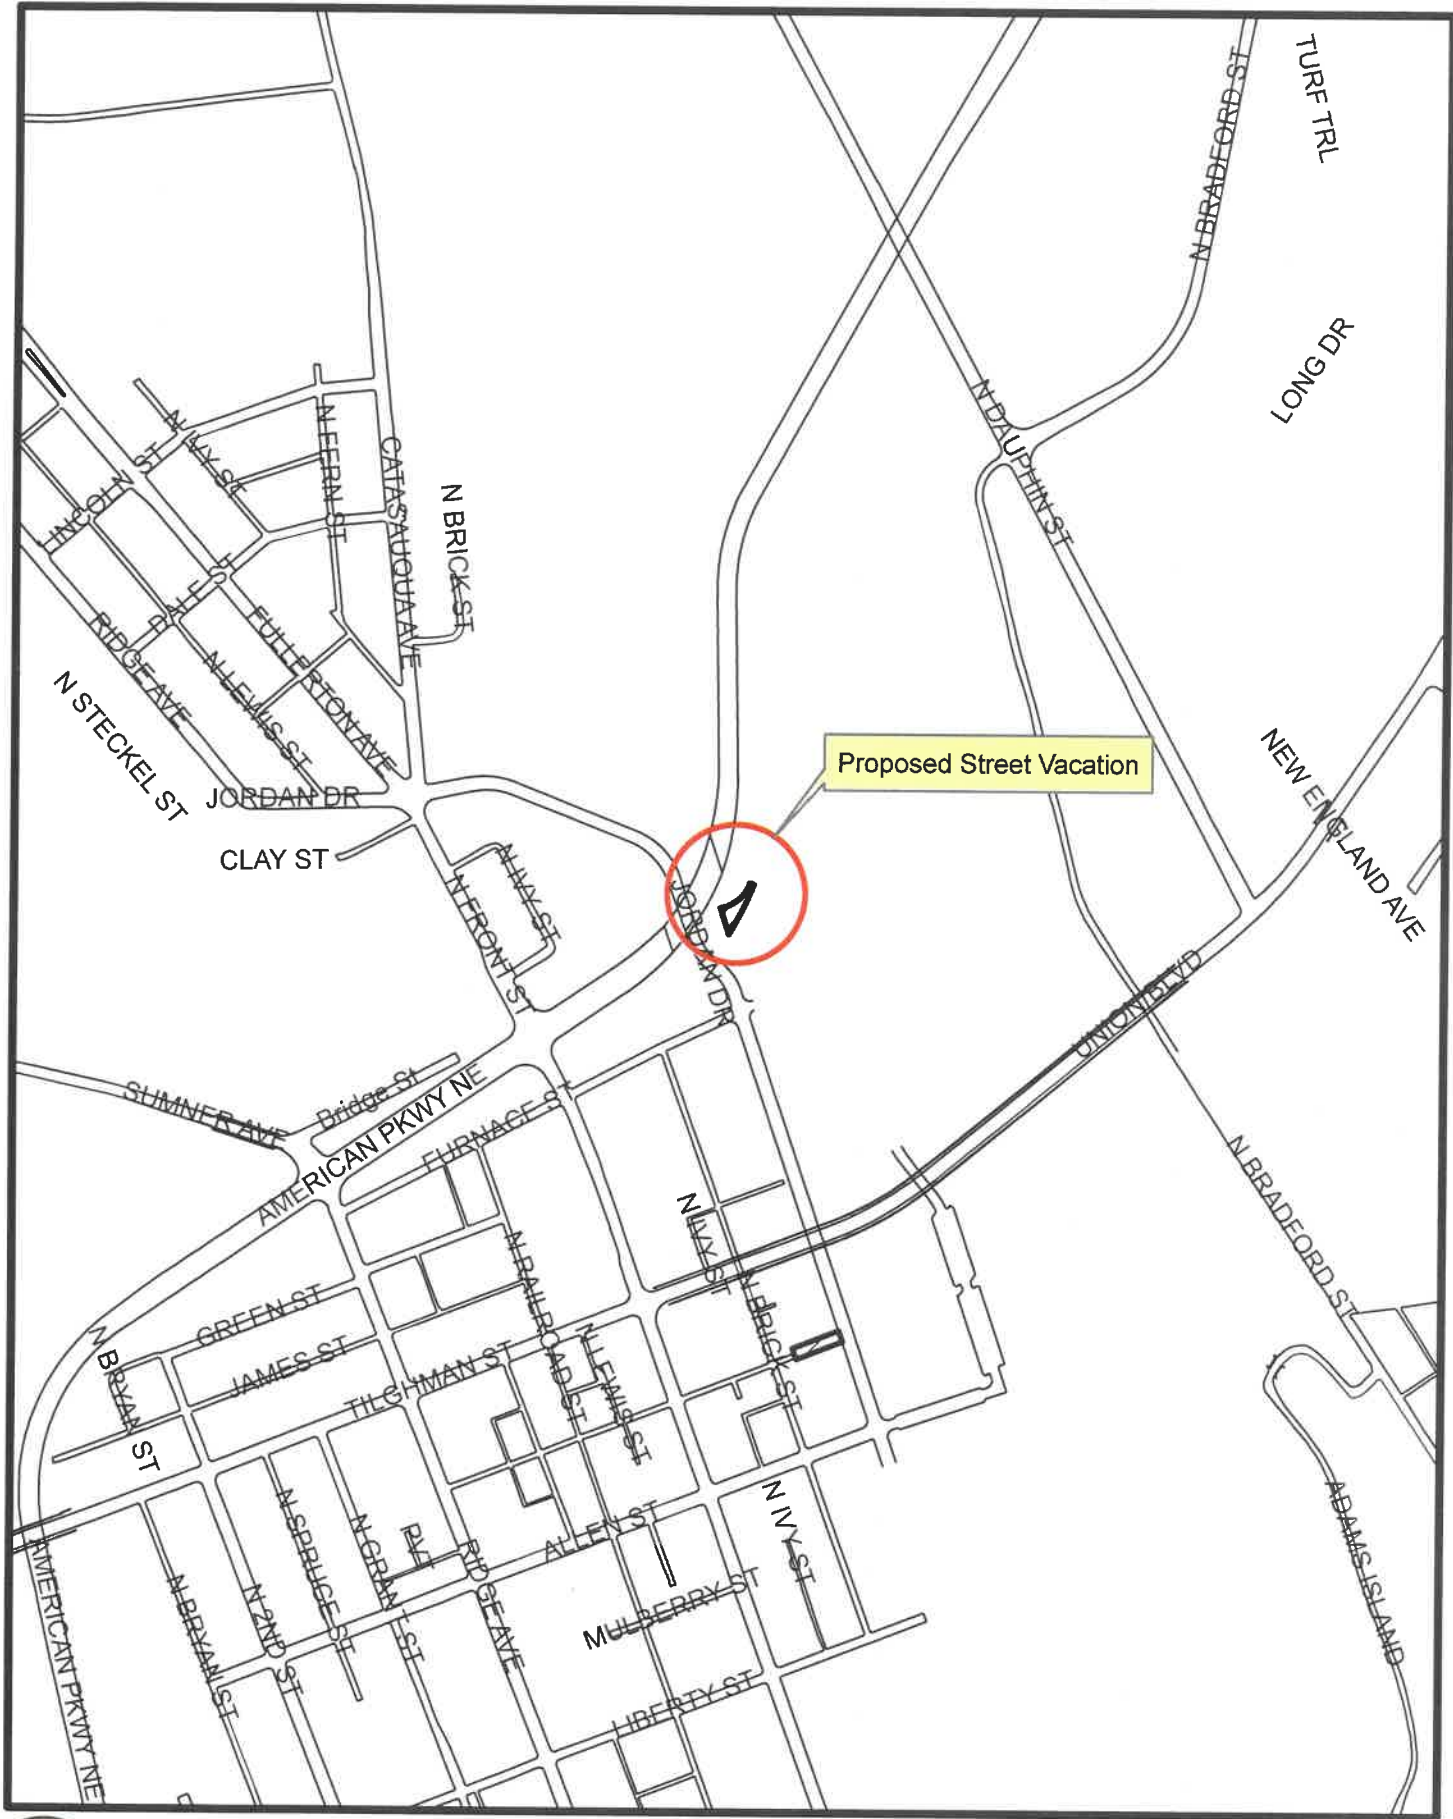 TURF TRL
N BRADFORD ST
LONG DR
N DAUPHIN ST
N IVY ST
N FERN ST
CATASAUQUA AVE
N BRICK ST
LINCOLN ST
DALE ST
RIDGE AVE
FULLERTON AVE
N LEWIS ST
N STECKEL ST
JORDAN DR
CLAY ST
Proposed Street Vacation
NEW ENGLAND AVE
N IVY ST
N FRONT ST
JORDAN DR
UNION BLVD
SUMNER AVE
Bridge St
AMERICAN PKWY NE
FURNACE ST
N BRADFORD ST
N IVY ST
N RAILROAD ST
N BRICK ST
GREEN ST
JAMES ST
TILGHMAN ST
N LEWIS ST
N BRYAN ST
N IVY ST
ALLEN ST
N SPRUCE ST
N GRANT ST
PVT
RIDGE AVE
MULBERRY ST
AMERICAN PKWY NE
N BRYAN ST
N 2ND ST
LIBERTY ST
ADAMS ISLAND